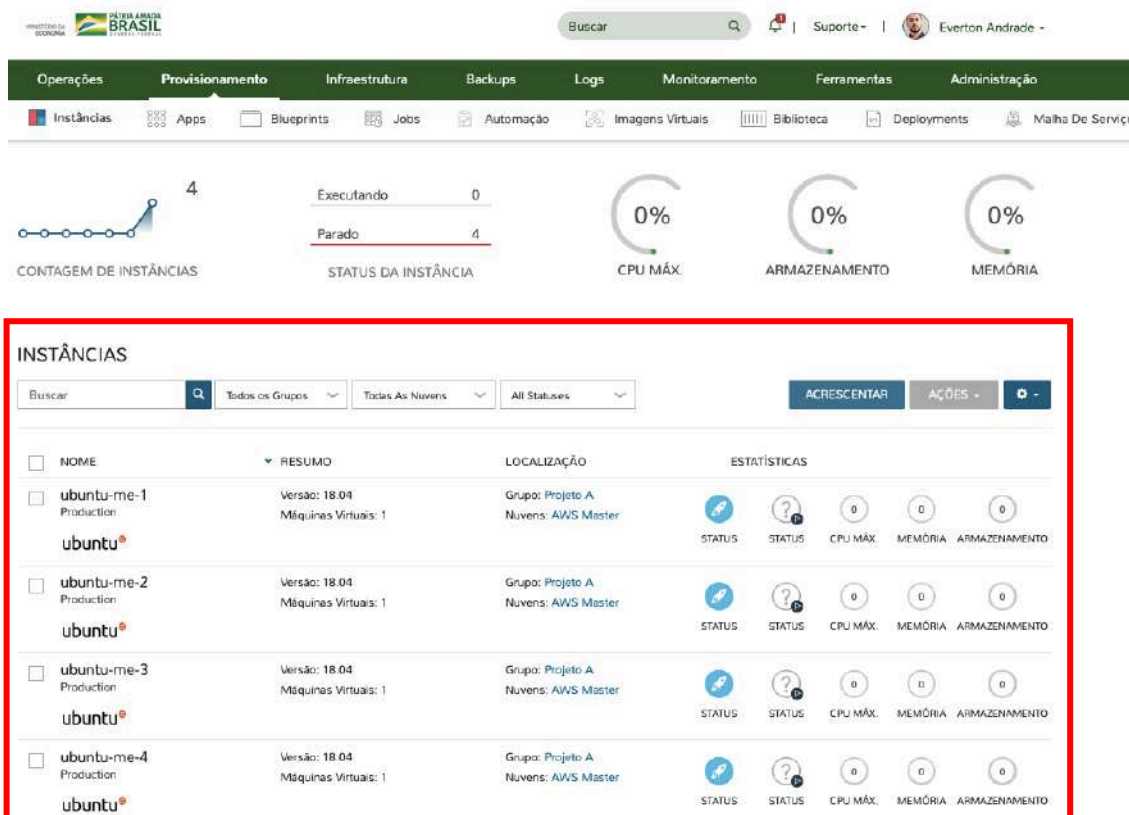 MINISTÉRIO DA
ECONOMIA
PÁTRIA AMADA
BRASIL
GOVERNO FEDERAL
Buscar
1
Suporte
Everton Andrade
Operações Provisionamento Infraestrutura Backups Logs Monitoramento Ferramentas Administração
Instâncias Apps Blueprints Jobs Automação Imagens Virtuais Biblioteca Deployments Malha De Serviç
4
CONTAGEM DE INSTÂNCIAS
Executando 0
Parado 4
STATUS DA INSTÂNCIA
0%
CPU MÁX.
0%
ARMAZENAMENTO
0%
MEMÓRIA
INSTÂNCIAS
Buscar Todos os Grupos Todas As Nuvens All Statuses ACRESCENTAR AÇÕES
NOME RESUMO LOCALIZAÇÃO ESTATÍSTICAS
ubuntu-me-1 Versão: 18.04 Grupo: Projeto A
Production Máquinas Virtuais: 1 Nuvens: AWS Master
? 0 0 0
ubuntu STATUS STATUS CPU MÁX. MEMÓRIA ARMAZENAMENTO
ubuntu-me-2 Versão: 18.04 Grupo: Projeto A
Production Máquinas Virtuais: 1 Nuvens: AWS Master
? 0 0 0
ubuntu STATUS STATUS CPU MÁX. MEMÓRIA ARMAZENAMENTO
ubuntu-me-3 Versão: 18.04 Grupo: Projeto A
Production Máquinas Virtuais: 1 Nuvens: AWS Master
? 0 0 0
ubuntu STATUS STATUS CPU MÁX. MEMÓRIA ARMAZENAMENTO
ubuntu-me-4 Versão: 18.04 Grupo: Projeto A
Production Máquinas Virtuais: 1 Nuvens: AWS Master
? 0 0 0
ubuntu STATUS STATUS CPU MÁX. MEMÓRIA ARMAZENAMENTO